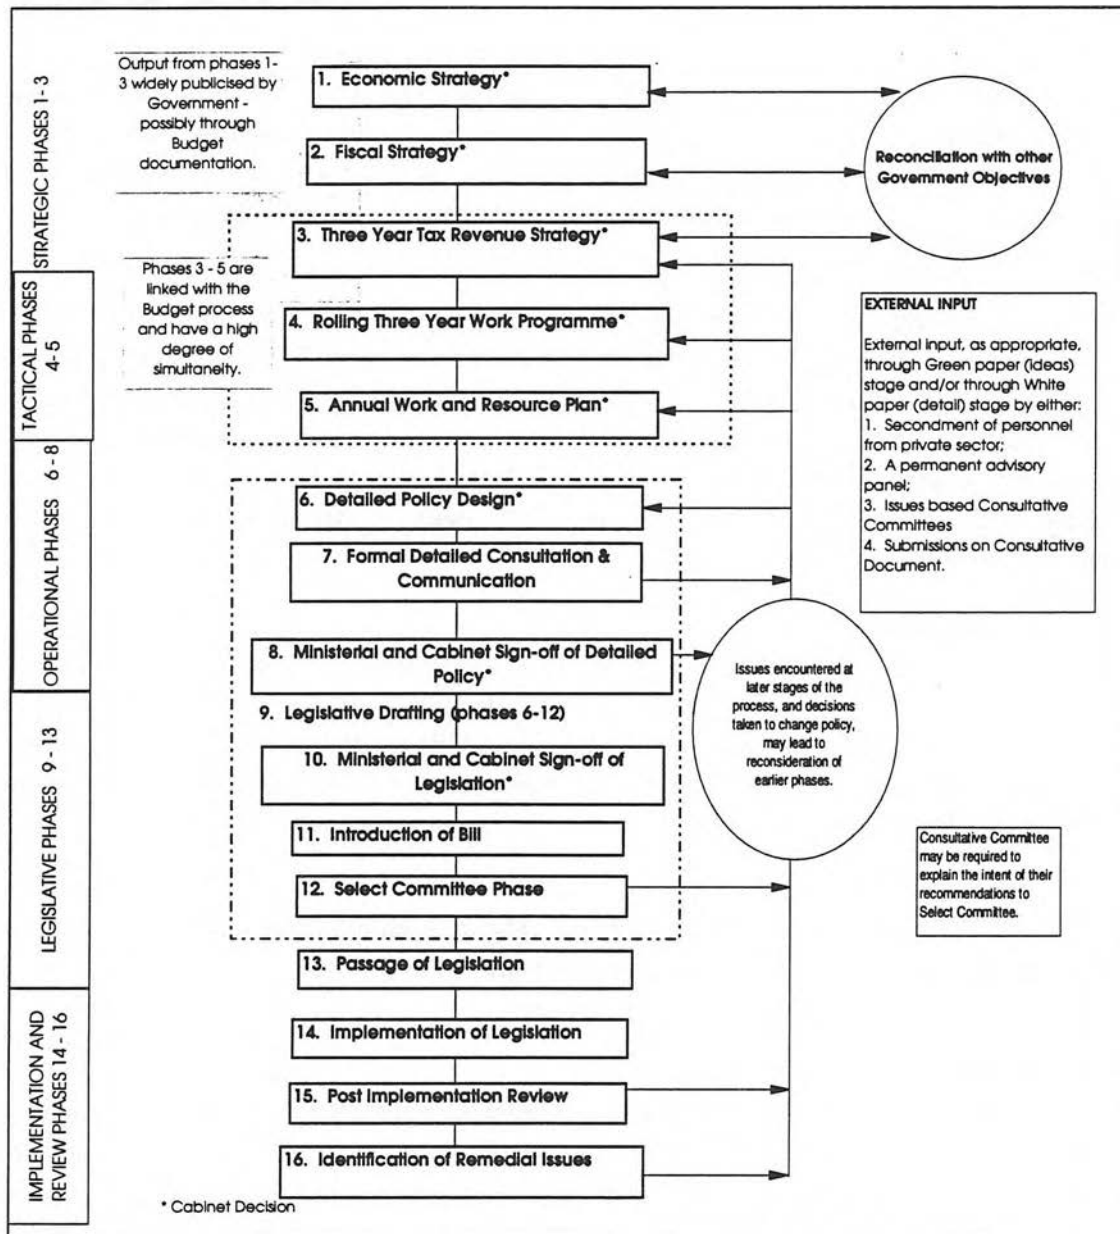 STRATEGIC PHASES 1-3
TACTICAL PHASES
4-5
OPERATIONAL PHASES 6 - 8
LEGISLATIVE PHASES 9 - 13
IMPLEMENTATION AND
REVIEW PHASES 14 - 16
Output from phases 1-
3 widely publicised by
Government -
possibly through
Budget
documentation.
Phases 3 - 5 are
linked with the
Budget process
and have a high
degree of
simultaneity.
1. Economic Strategy*
2. Fiscal Strategy*
3. Three Year Tax Revenue Strategy*
4. Rolling Three Year Work Programme*
5. Annual Work and Resource Plan*
6. Detailed Policy Design*
7. Formal Detailed Consultation &
Communication
8. Ministerial and Cabinet Sign-off of Detailed
Policy*
9. Legislative Drafting (phases 6-12)
10. Ministerial and Cabinet Sign-off of
Legislation*
11. Introduction of Bill
12. Select Committee Phase
13. Passage of Legislation
14. Implementation of Legislation
15. Post Implementation Review
16. Identification of Remedial Issues
* Cabinet Decision
Reconciliation with other
Government Objectives
EXTERNAL INPUT
External input, as appropriate,
through Green paper (ideas)
stage and/or through White
paper (detail) stage by either:
1. Secondment of personnel
from private sector;
2. A permanent advisory
panel;
3. Issues based Consultative
Committees
4. Submissions on Consultative
Document.
Issues encountered at
later stages of the
process, and decisions
taken to change policy,
may lead to
reconsideration of
earlier phases.
Consultative Committee
may be required to
explain the intent of their
recommendations to
Select Committee.